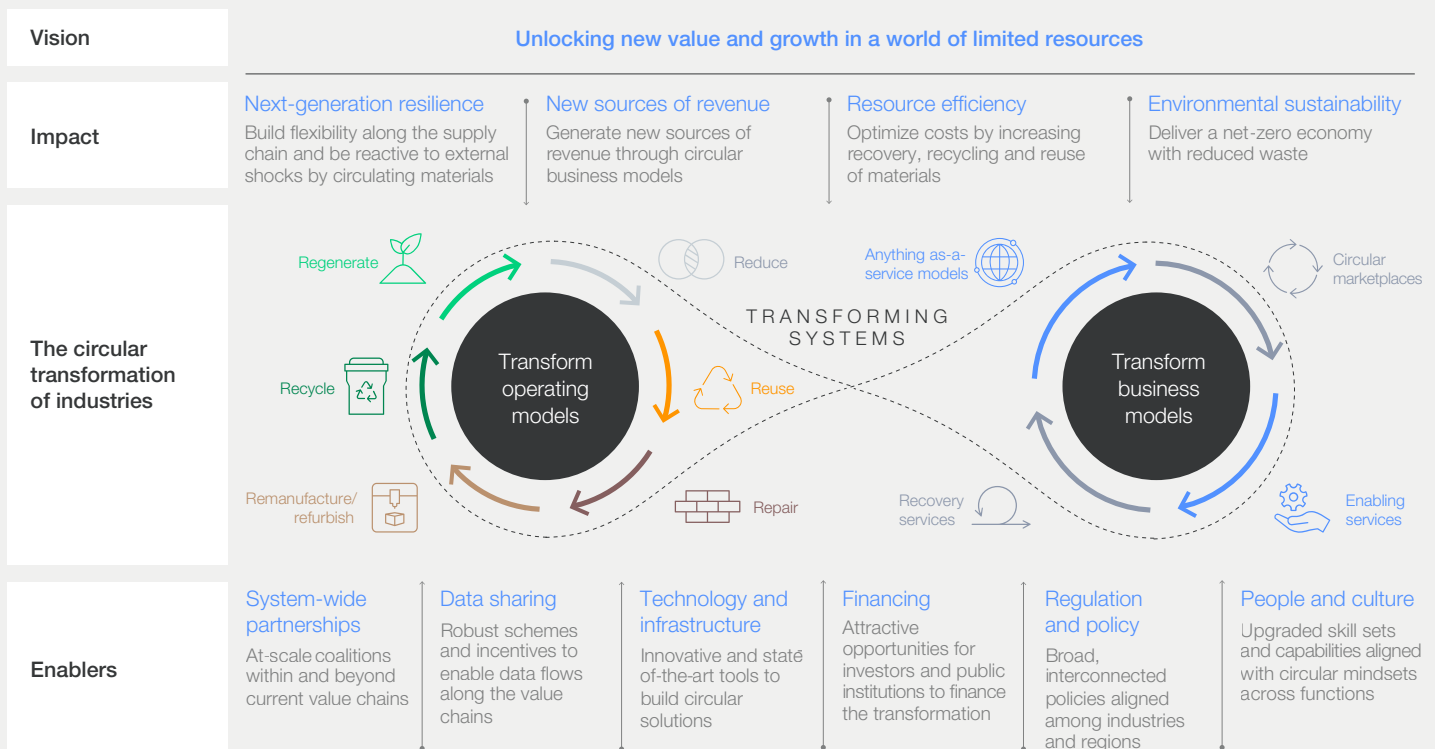 Vision
Unlocking new value and growth in a world of limited resources
Impact
Next-generation resilience
Build flexibility along the supply
chain and be reactive to external
shocks by circulating materials
New sources of revenue
Generate new sources of
revenue through circular
business models
Resource efficiency
Optimize costs by increasing
recovery, recycling and reuse
of materials
Environmental sustainability
Deliver a net-zero economy
with reduced waste
The circular
transformation
of industries
Regenerate
Reduce
Recycle
Transform
operating
models
Reuse
Remanufacture/
refurbish
Repair
TRANSFORMING
SYSTEMS
Anything as-a-
service models
Circular
marketplaces
Transform
business
models
Recovery
services
Enabling
services
Enablers
System-wide
partnerships
At-scale coalitions
within and beyond
current value chains
Data sharing
Robust schemes
and incentives to
enable data flows
along the value
chains
Technology and
infrastructure
Innovative and state-
of-the-art tools to
build circular
solutions
Financing
Attractive
opportunities for
investors and public
institutions to finance
the transformation
Regulation
and policy
Broad,
interconnected
policies aligned
among industries
and regions
People and culture
Upgraded skill sets
and capabilities aligned
with circular mindsets
across functions